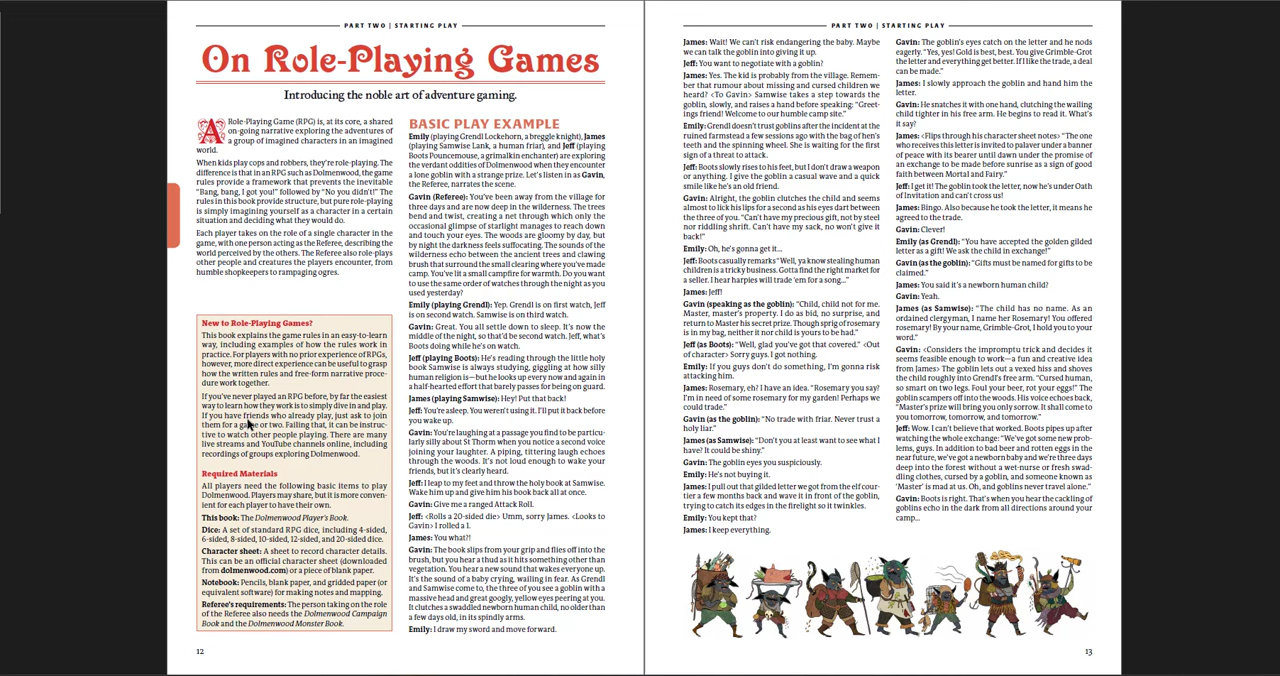 PART TWO | STARTING PLAY
On Role-Playing Games
Introducing the noble art of adventure gaming.
A Role-Playing Game (RPG) is, at its core, a shared
on-going narrative exploring the adventures of
a group of imagined characters in an imagined
world.
When kids play cops and robbers, they're role-playing. The
difference is that in an RPG such as Dolmenwood, the game
rules provide a framework that prevents the inevitable
"Bang, bang, I got you!" followed by "No you didn't!" The
rules in this book provide structure, but pure role-playing
is simply imagining yourself as a character in a certain
situation and deciding what they would do.
Each player takes on the role of a single character in the
game, with one person acting as the Referee, describing the
world perceived by the others. The Referee also role-plays
other people and creatures the players encounter, from
humble shopkeepers to rampaging ogres.
New to Role-Playing Games?
This book explains the game rules in an easy-to-learn
way, including examples of how the rules work in
practice. For players with no prior experience of RPGs,
however, more direct experience can be useful to grasp
how the written rules and free-form narrative proce-
dure work together.
If you've never played an RPG before, by far the easiest
way to learn how they work is to simply dive in and play.
If you have friends who already play, just ask to join
them for a game or two. Failing that, it can be instruc-
tive to watch other people playing. There are many
live streams and YouTube channels online, including
recordings of groups exploring Dolmenwood.
Required Materials
All players need the following basic items to play
Dolmenwood. Players may share, but it is more conven-
ient for each player to have their own.
This book: The Dolmenwood Player's Book.
Dice: A set of standard RPG dice, including 4-sided,
6-sided, 8-sided, 10-sided, 12-sided, and 20-sided dice.
Character sheet: A sheet to record character details.
This can be an official character sheet (downloaded
from dolmenwood.com) or a piece of blank paper.
Notebook: Pencils, blank paper, and gridded paper (or
equivalent software) for making notes and mapping.
Referee's requirements: The person taking on the role
of the Referee also needs the Dolmenwood Campaign
Book and the Dolmenwood Monster Book.
BASIC PLAY EXAMPLE
Emily (playing Grendl Lockehorn, a breggle knight), James
(playing Samwise Lank, a human friar), and Jeff (playing
Boots Pouncemouse, a grimalkin enchanter) are exploring
the verdant oddities of Dolmenwood when they encounter
a lone goblin with a strange prize. Let's listen in as Gavin,
the Referee, narrates the scene.
Gavin (Referee): You've been away from the village for
three days and are now deep in the wilderness. The trees
bend and twist, creating a net through which only the
occasional glimpse of starlight manages to reach down
and touch your eyes. The woods are gloomy by day, but
by night the darkness feels suffocating. The sounds of the
wilderness echo between the ancient trees and clawing
brush that surround the small clearing where you've made
camp. You've lit a small campfire for warmth. Do you want
to use the same order of watches through the night as you
used yesterday?
Emily (playing Grendl): Yep. Grendl is on first watch, Jeff
is on second watch. Samwise is on third watch.
Gavin: Great. You all settle down to sleep. It's now the
middle of the night, so that'd be second watch. Jeff, what's
Boots doing while he's on watch.
Jeff (playing Boots): He's reading through the little holy
book Samwise is always studying, giggling at how silly
human religion is—but he looks up every now and again in
a half-hearted effort that barely passes for being on guard.
James (playing Samwise): Hey! Put that back!
Jeff: You're asleep. You weren't using it. I'll put it back before
you wake up.
Gavin: You're laughing at a passage you find to be particu-
larly silly about St Thorm when you notice a second voice
joining your laughter. A piping, tittering laugh echoes
through the woods. It's not loud enough to wake your
friends, but it's clearly heard.
Jeff: I leap to my feet and throw the holy book at Samwise.
Wake him up and give him his book back all at once.
Gavin: Give me a ranged Attack Roll.
Jeff: <Rolls a 20-sided die> Umm, sorry James. <Looks to
Gavin> I rolled a 1.
James: You what?!
Gavin: The book slips from your grip and flies off into the
brush, but you hear a thud as it hits something other than
vegetation. You hear a new sound that wakes everyone up.
It's the sound of a baby crying, wailing in fear. As Grendl
and Samwise come to, the three of you see a goblin with a
massive head and great googly, yellow eyes peering at you.
It clutches a swaddled newborn human child, no older than
a few days old, in its spindly arms.
Emily: I draw my sword and move forward.
12
PART TWO | STARTING PLAY
James: Wait! We can't risk endangering the baby. Maybe
we can talk the goblin into giving it up.
Jeff: You want to negotiate with a goblin?
James: Yes. The kid is probably from the village. Remem-
ber that rumour about missing and cursed children we
heard? <To Gavin> Samwise takes a step towards the
goblin, slowly, and raises a hand before speaking: "Greet-
ings friend! Welcome to our humble camp site."
Emily: Grendl doesn't trust goblins after the incident at the
ruined farmstead a few sessions ago with the bag of hen's
teeth and the spinning wheel. She is waiting for the first
sign of a threat to attack.
Jeff: Boots slowly rises to his feet, but I don't draw a weapon
or anything. I give the goblin a casual wave and a quick
smile like he's an old friend.
Gavin: Alright, the goblin clutches the child and seems
almost to lick his lips for a second as his eyes dart between
the three of you. "Can't have my precious gift, not by steel
nor riddling shrift. Can't have my sack, no won't give it
back!"
Emily: Oh, he's gonna get it...
Jeff: Boots casually remarks "Well, ya know stealing human
children is a tricky business. Gotta find the right market for
a seller. I hear harpies will trade 'em for a song..."
James: Jeff!
Gavin (speaking as the goblin): "Child, child not for me.
Master, master's property. I do as bid, no surprise, and
return to Master his secret prize. Though sprig of rosemary
is in my bag, neither it nor child is yours to be had."
Jeff (as Boots): "Well, glad you've got that covered." <Out
of character> Sorry guys. I got nothing.
Emily: If you guys don't do something, I'm gonna risk
attacking him.
James: Rosemary, eh? I have an idea. "Rosemary you say?
I'm in need of some rosemary for my garden! Perhaps we
could trade."
Gavin (as the goblin): "No trade with friar. Never trust a
holy liar."
James (as Samwise): "Don't you at least want to see what I
have? It could be shiny."
Gavin: The goblin eyes you suspiciously.
Emily: He's not buying it.
James: I pull out that gilded letter we got from the elf cour-
tier a few months back and wave it in front of the goblin,
trying to catch its edges in the firelight so it twinkles.
Emily: You kept that?
James: I keep everything.
Gavin: The goblin's eyes catch on the letter and he nods
eagerly. "Yes, yes! Gold is best, best. You give Grimble-Grot
the letter and everything get better. If I like the trade, a deal
can be made."
James: I slowly approach the goblin and hand him the
letter.
Gavin: He snatches it with one hand, clutching the wailing
child tighter in his free arm. He begins to read it. What's
it say?
James: <Flips through his character sheet notes> "The one
who receives this letter is invited to palaver under a banner
of peace with its bearer until dawn under the promise of
an exchange to be made before sunrise as a sign of good
faith between Mortal and Fairy."
Jeff: I get it! The goblin took the letter, now he's under Oath
of Invitation and can't cross us!
James: Bingo. Also because he took the letter, it means he
agreed to the trade.
Gavin: Clever!
Emily (as Grendl): "You have accepted the golden gilded
letter as a gift! We ask the child in exchange!"
Gavin (as the goblin): "Gifts must be named for gifts to be
claimed."
James: You said it's a newborn human child?
Gavin: Yeah.
James (as Samwise): "The child has no name. As an
ordained clergyman, I name her Rosemary! You offered
rosemary! By your name, Grimble-Grot, I hold you to your
word."
Gavin: <Considers the impromptu trick and decides it
seems feasible enough to work—a fun and creative idea
from James> The goblin lets out a vexed hiss and shoves
the child roughly into Grendl's free arm. "Cursed human,
so smart on two legs. Foul your beer, rot your eggs!" The
goblin scampers off into the woods. His voice echoes back,
"Master's prize will bring you only sorrow. It shall come to
you tomorrow, tomorrow, and tomorrow."
Jeff: Wow. I can't believe that worked. Boots pipes up after
watching the whole exchange: "We've got some new prob-
lems, guys. In addition to bad beer and rotten eggs in the
near future, we've got a newborn baby and we're three days
deep into the forest without a wet-nurse or fresh swad-
dling clothes, cursed by a goblin, and someone known as
'Master' is mad at us. Oh, and goblins never travel alone."
Gavin: Boots is right. That's when you hear the cackling of
goblins echo in the dark from all directions around your
camp...
13